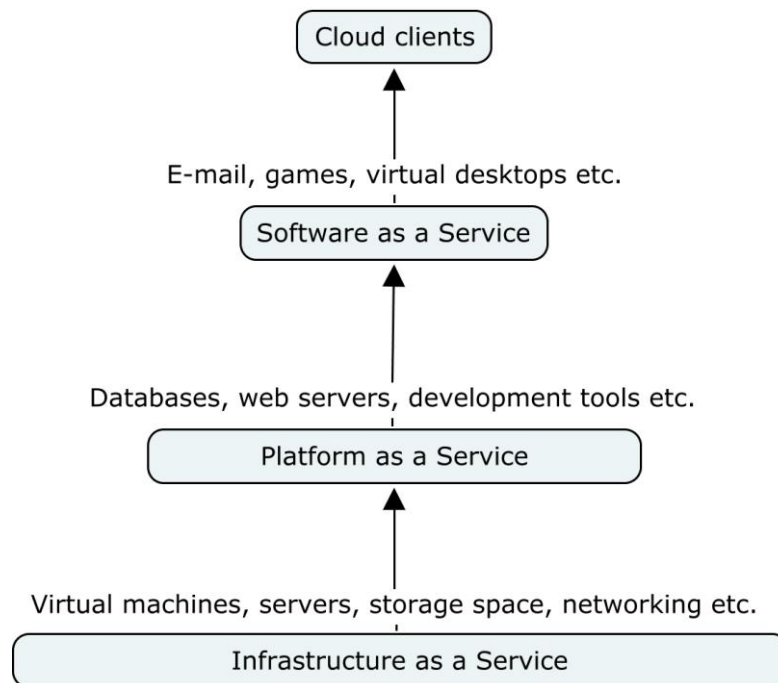 Cloud clients
E-mail, games, virtual desktops etc.
Software as a Service
Databases, web servers, development tools etc.
Platform as a Service
Virtual machines, servers, storage space, networking etc.
Infrastructure as a Service